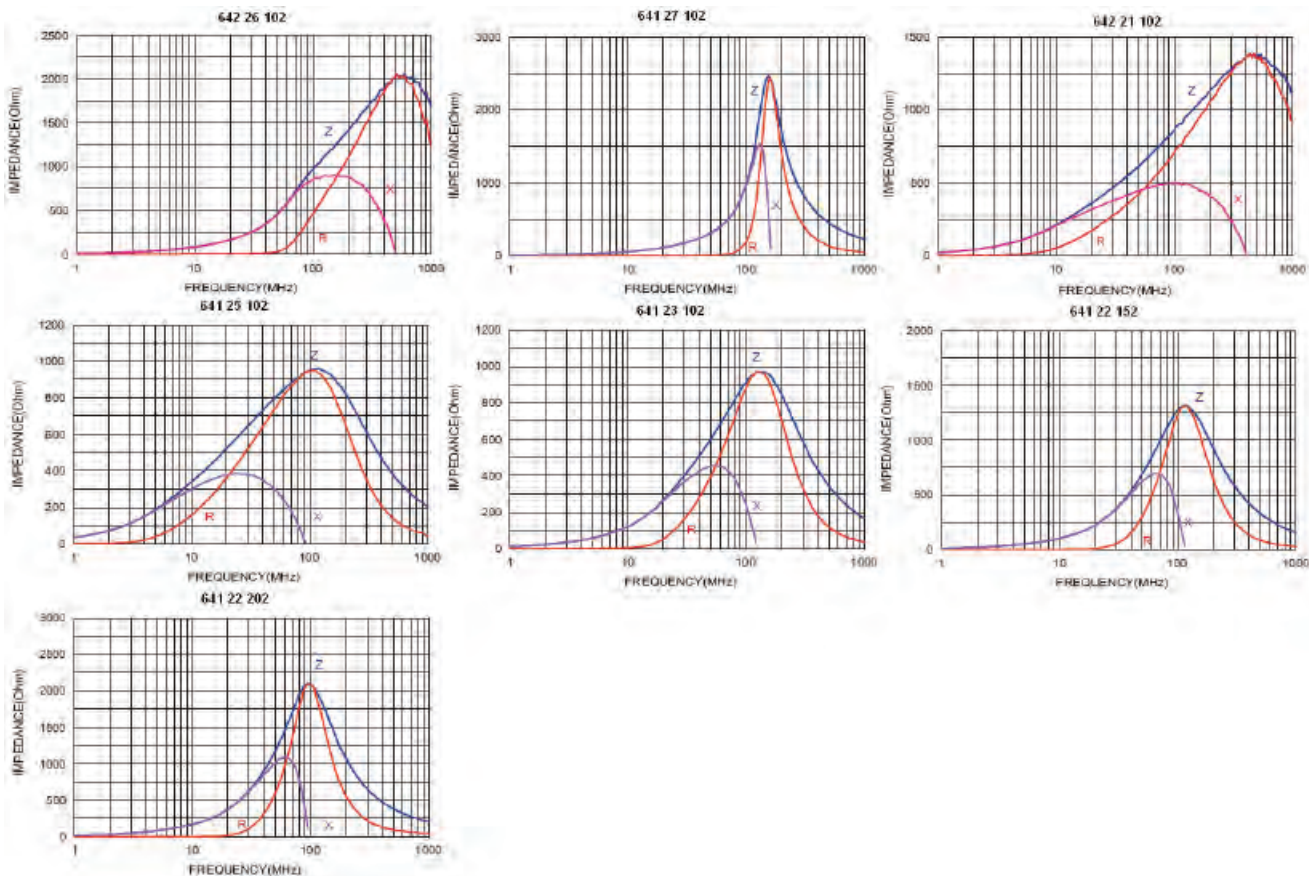 642 26 102
IMPEDANCE(Ohm)
2500
2000
1500
1000
500
0
Z
X
R
1 10 100 1000
FREQUENCY(MHz)
641 27 102
IMPEDANCE(Ohm)
3000
2000
1000
0
Z
X
R
1 10 100 1000
FREQUENCY(MHz)
642 21 102
IMPEDANCE(Ohm)
1500
1000
500
0
Z
X
R
1 10 100 1000
FREQUENCY(MHz)
641 25 102
IMPEDANCE(Ohm)
1200
1000
800
600
400
200
0
Z
R
X
1 10 100 1000
FREQUENCY(MHz)
641 23 102
IMPEDANCE(Ohm)
1200
1000
800
600
400
200
0
Z
X
R
1 10 100 1000
FREQUENCY(MHz)
641 22 152
IMPEDANCE(Ohm)
2000
1500
1000
500
0
Z
X
R
1 10 100 1000
FREQUENCY(MHz)
641 22 202
IMPEDANCE(Ohm)
3000
2500
2000
1500
1000
500
0
Z
R
X
1 10 100 1000
FREQUENCY(MHz)